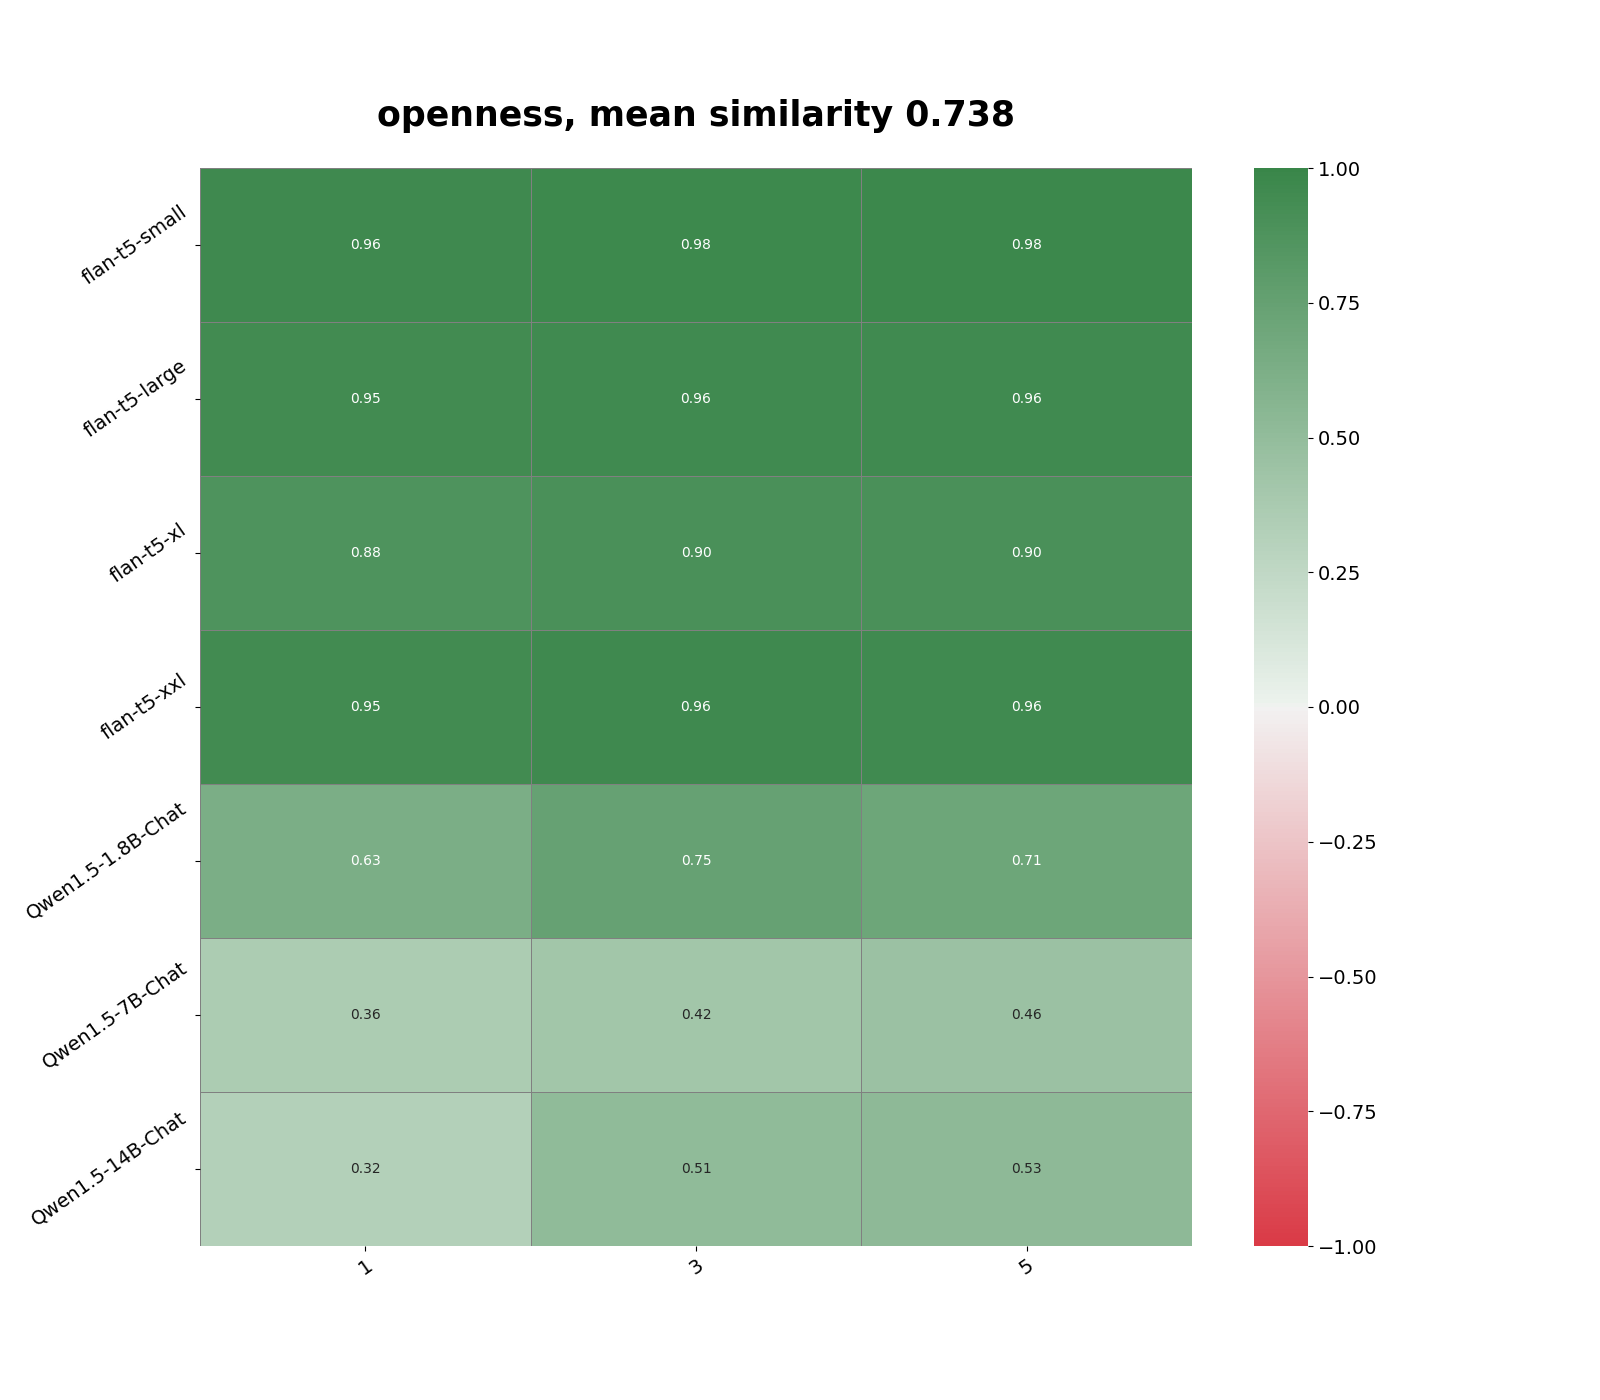 openness, mean similarity 0.738
flan-t5-small 0.96 0.98 0.98
flan-t5-large 0.95 0.96 0.96
flan-t5-xl 0.88 0.90 0.90
flan-t5-xxl 0.95 0.96 0.96
Qwen1.5-1.8B-Chat 0.63 0.75 0.71
Qwen1.5-7B-Chat 0.36 0.42 0.46
Qwen1.5-14B-Chat 0.32 0.51 0.53
1 3 5
1.00
0.75
0.50
0.25
0.00
−0.25
−0.50
−0.75
−1.00